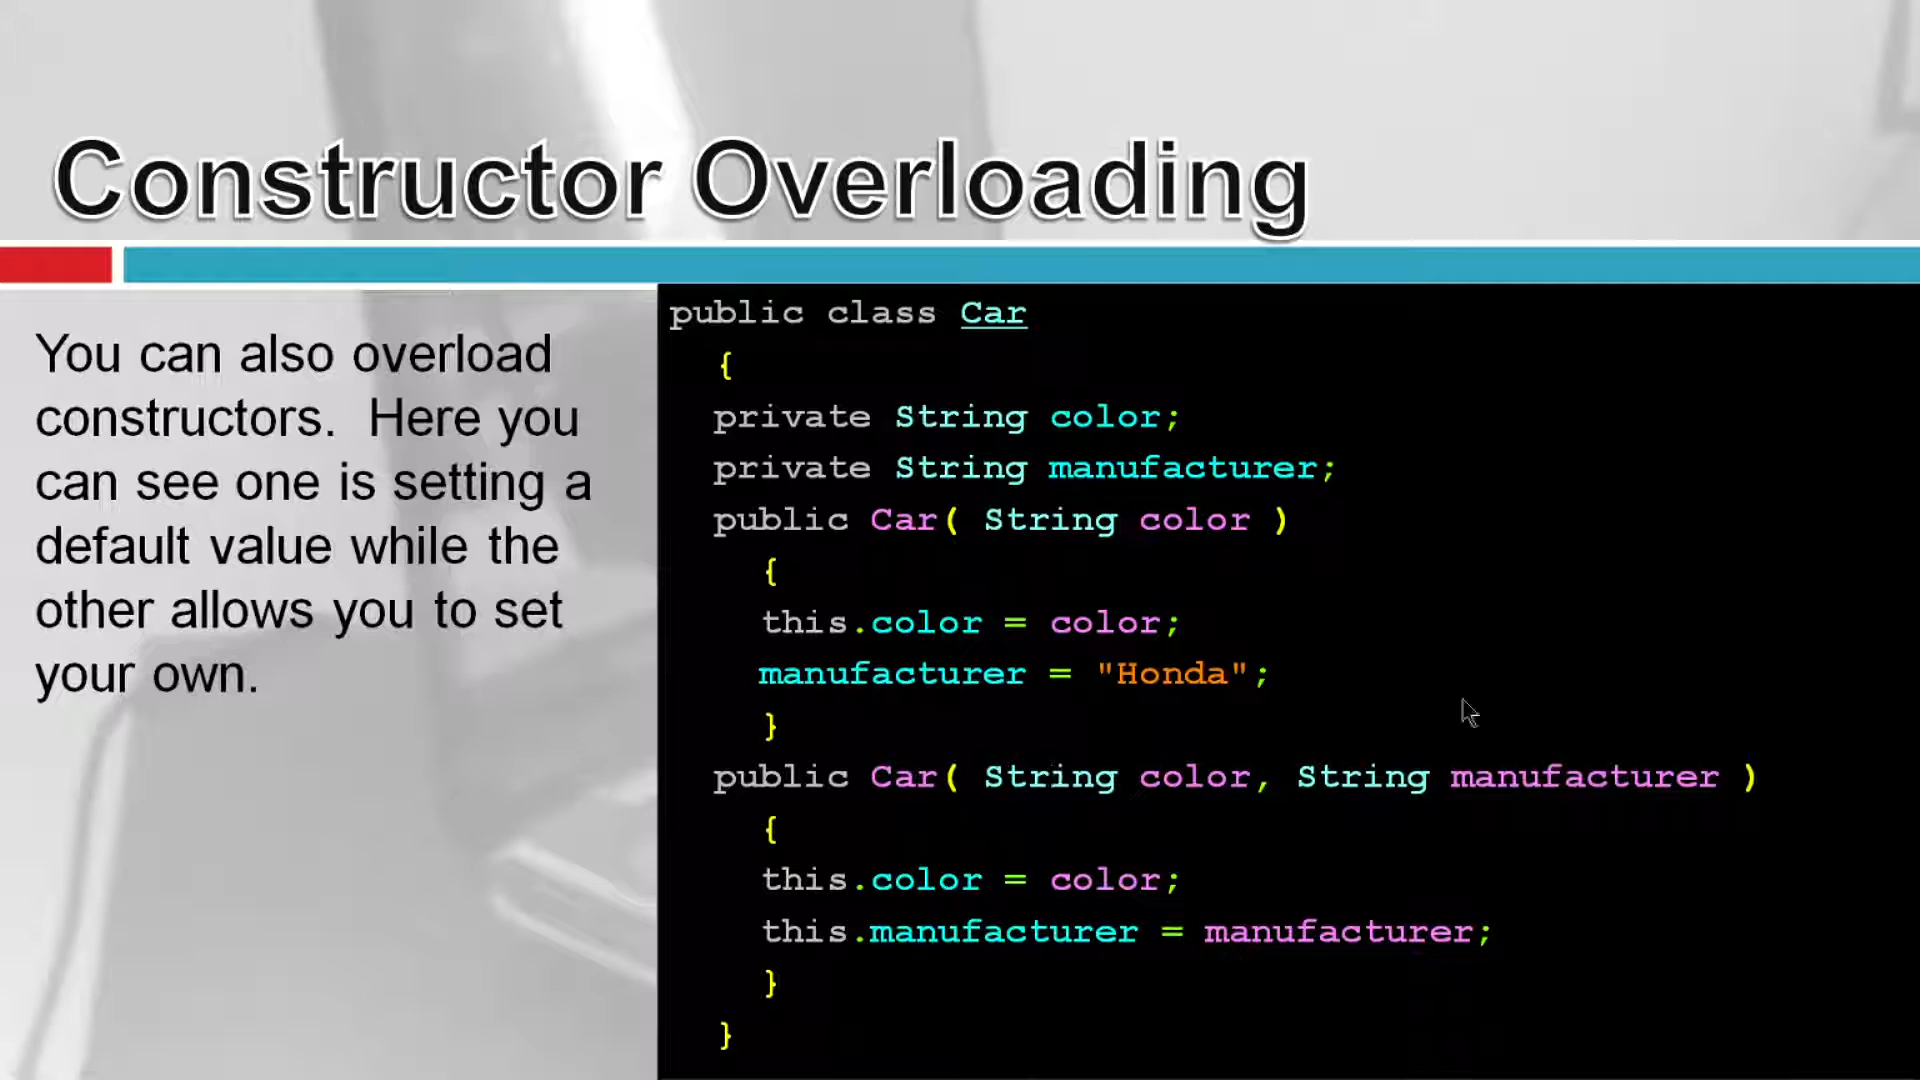 Constructor Overloading
You can also overload
constructors.  Here you
can see one is setting a
default value while the
other allows you to set
your own.
public class Car
{
private String color;
private String manufacturer;
public Car( String color )
{
this.color = color;
manufacturer = "Honda";
}
public Car( String color, String manufacturer )
{
this.color = color;
this.manufacturer = manufacturer;
}
}